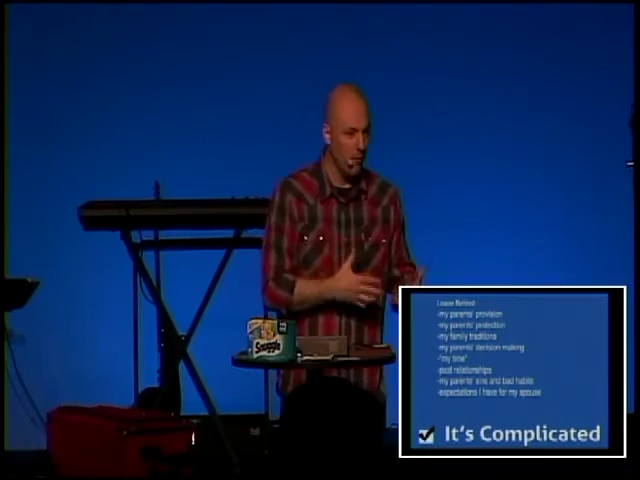 Snuggle
Leave Behind
-my parents' provision
-my parents' protection
-my family traditions
-my parents' decision making
-"my time"
-past relationships
-my parents' sins and bad habits
-expectations I have for my spouse
It's Complicated